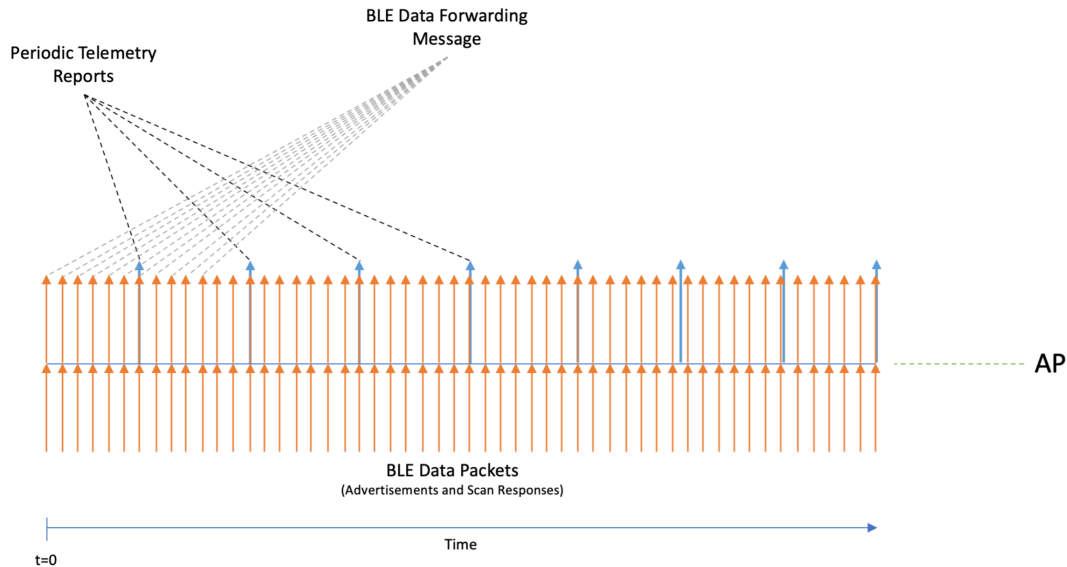 BLE Data Forwarding
Message
Periodic Telemetry
Reports
AP
BLE Data Packets
(Advertisements and Scan Responses)
Time
t=0